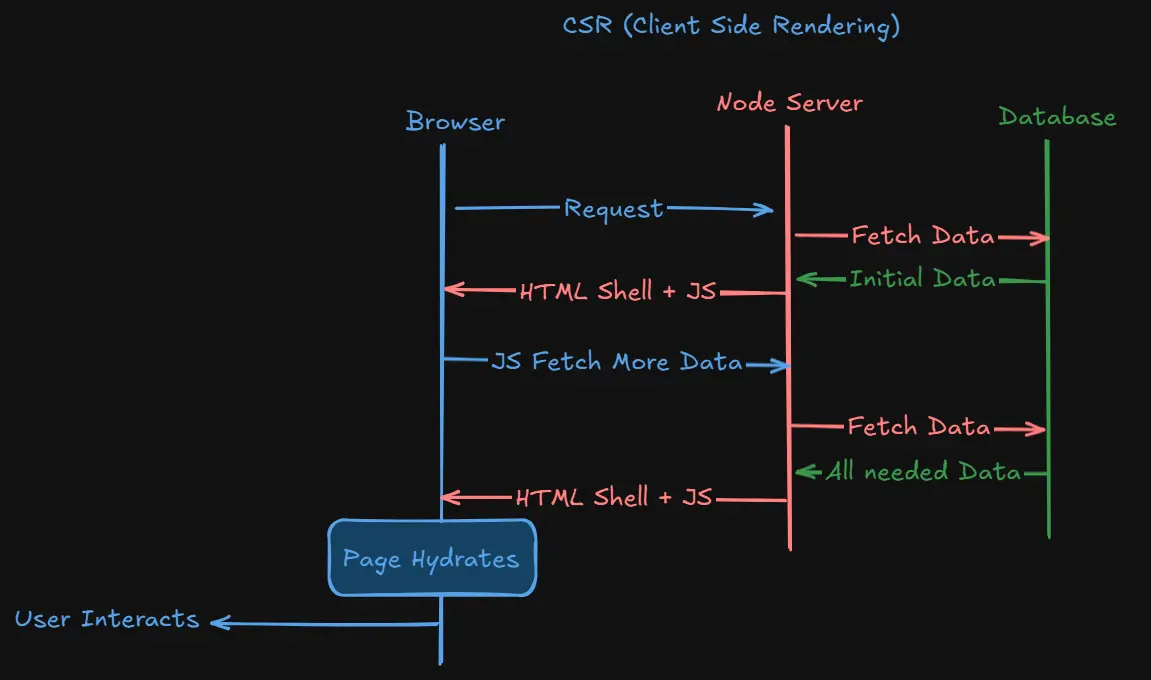 CSR (Client Side Rendering)
Browser
Node Server
Database
Request
Fetch Data
Initial Data
HTML Shell + JS
JS Fetch More Data
Fetch Data
All needed Data
HTML Shell + JS
Page Hydrates
User Interacts